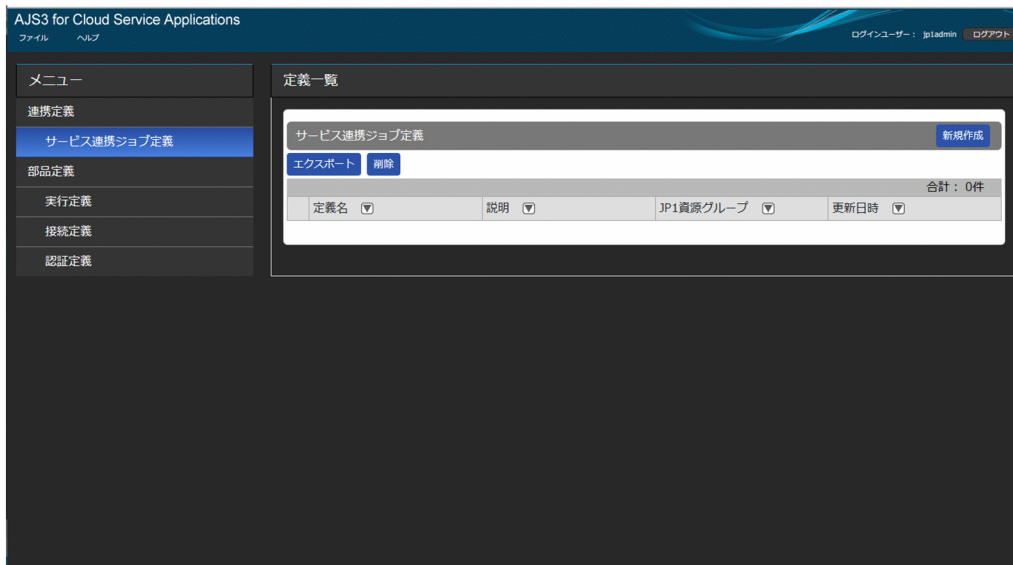 AJS3 for Cloud Service Applications
ファイル ヘルプ
ログインユーザー： jp1admin ログアウト
メニュー
連携定義
サービス連携ジョブ定義
部品定義
実行定義
接続定義
認証定義
定義一覧
サービス連携ジョブ定義 新規作成
エクスポート 削除
合計： 0件
定義名 説明 JP1資源グループ 更新日時